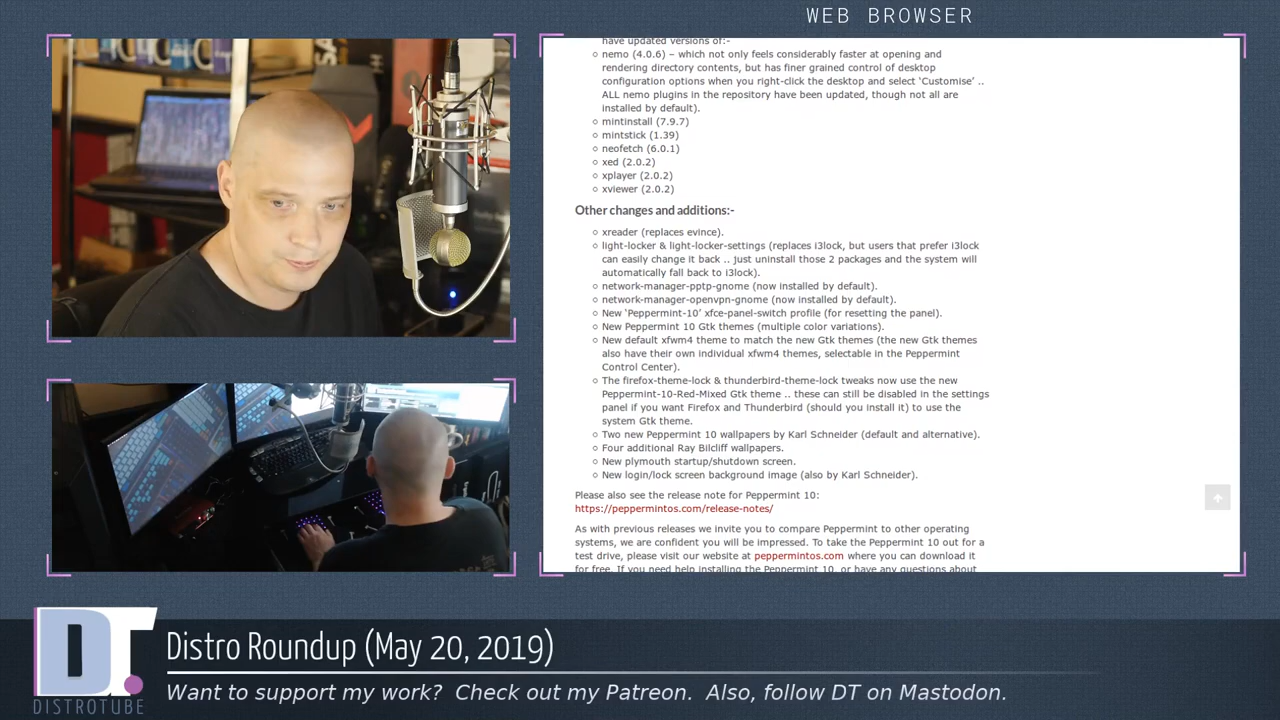 WEB BROWSER
have updated versions of:-
nemo (4.0.6) – which not only feels considerably faster at opening and
rendering directory contents, but has finer grained control of desktop
configuration options when you right-click the desktop and select ‘Customise’ ..
ALL nemo plugins in the repository have been updated, though not all are
installed by default).
mintinstall (7.9.7)
mintstick (1.39)
neofetch (6.0.1)
xed (2.0.2)
xplayer (2.0.2)
xviewer (2.0.2)
Other changes and additions:-
xreader (replaces evince).
light-locker & light-locker-settings (replaces i3lock, but users that prefer i3lock
can easily change it back .. just uninstall those 2 packages and the system will
automatically fall back to i3lock).
network-manager-pptp-gnome (now installed by default).
network-manager-openvpn-gnome (now installed by default).
New ‘Peppermint-10’ xfce-panel-switch profile (for resetting the panel).
New Peppermint 10 Gtk themes (multiple color variations).
New default xfwm4 theme to match the new Gtk themes (the new Gtk themes
also have their own individual xfwm4 themes, selectable in the Peppermint
Control Center).
The firefox-theme-lock & thunderbird-theme-lock tweaks now use the new
Peppermint-10-Red-Mixed Gtk theme .. these can still be disabled in the settings
panel if you want Firefox and Thunderbird (should you install it) to use the
system Gtk theme.
Two new Peppermint 10 wallpapers by Karl Schneider (default and alternative).
Four additional Ray Bilcliff wallpapers.
New plymouth startup/shutdown screen.
New login/lock screen background image (also by Karl Schneider).
Please also see the release note for Peppermint 10:
https://peppermintos.com/release-notes/
As with previous releases we invite you to compare Peppermint to other operating
systems, we are confident you will be impressed. To take the Peppermint 10 out for a
test drive, please visit our website at peppermintos.com where you can download it
for free. If you need help installing the Peppermint 10, or have any questions about
DT
DISTROTUBE
Distro Roundup (May 20, 2019)
Want to support my work? Check out my Patreon. Also, follow DT on Mastodon.